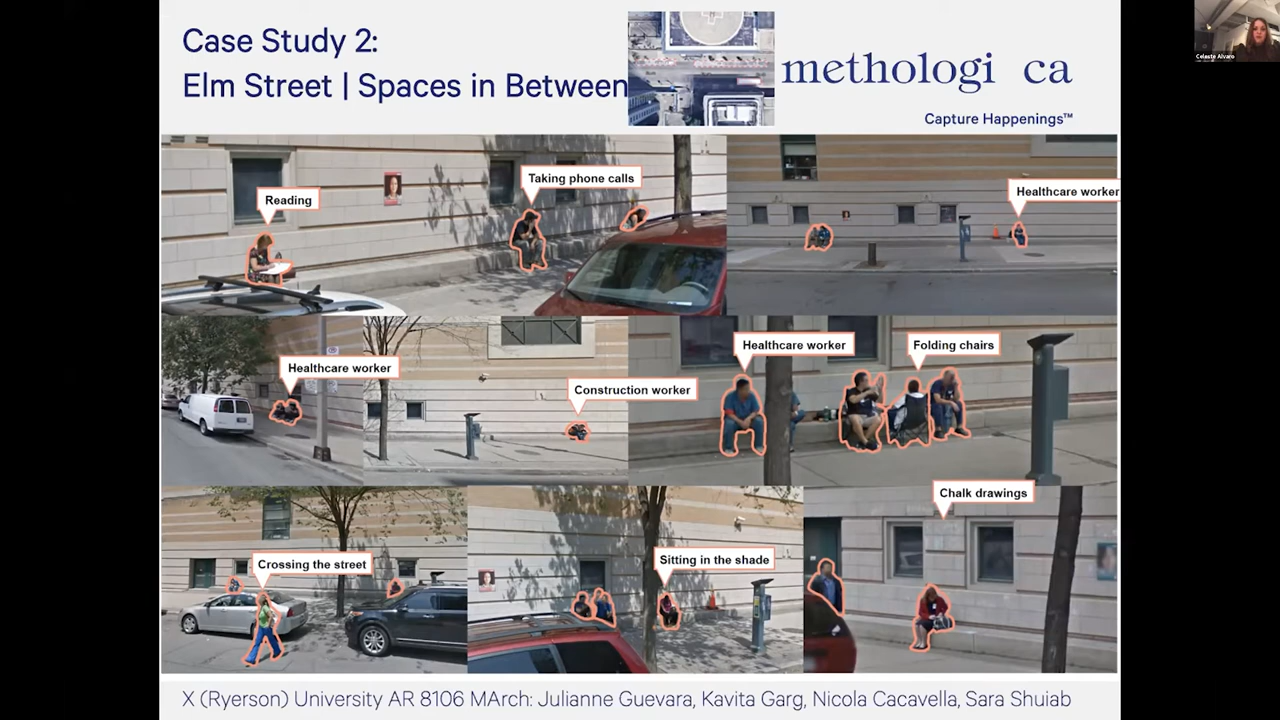 Case Study 2:
Elm Street | Spaces in Between
methologi ca
Capture Happenings™
Celeste Alvaro
Reading
Taking phone calls
Healthcare worker
Healthcare worker
Construction worker
Healthcare worker
Folding chairs
Crossing the street
Sitting in the shade
Chalk drawings
X (Ryerson) University AR 8106 MArch: Julianne Guevara, Kavita Garg, Nicola Cacavella, Sara Shuiab